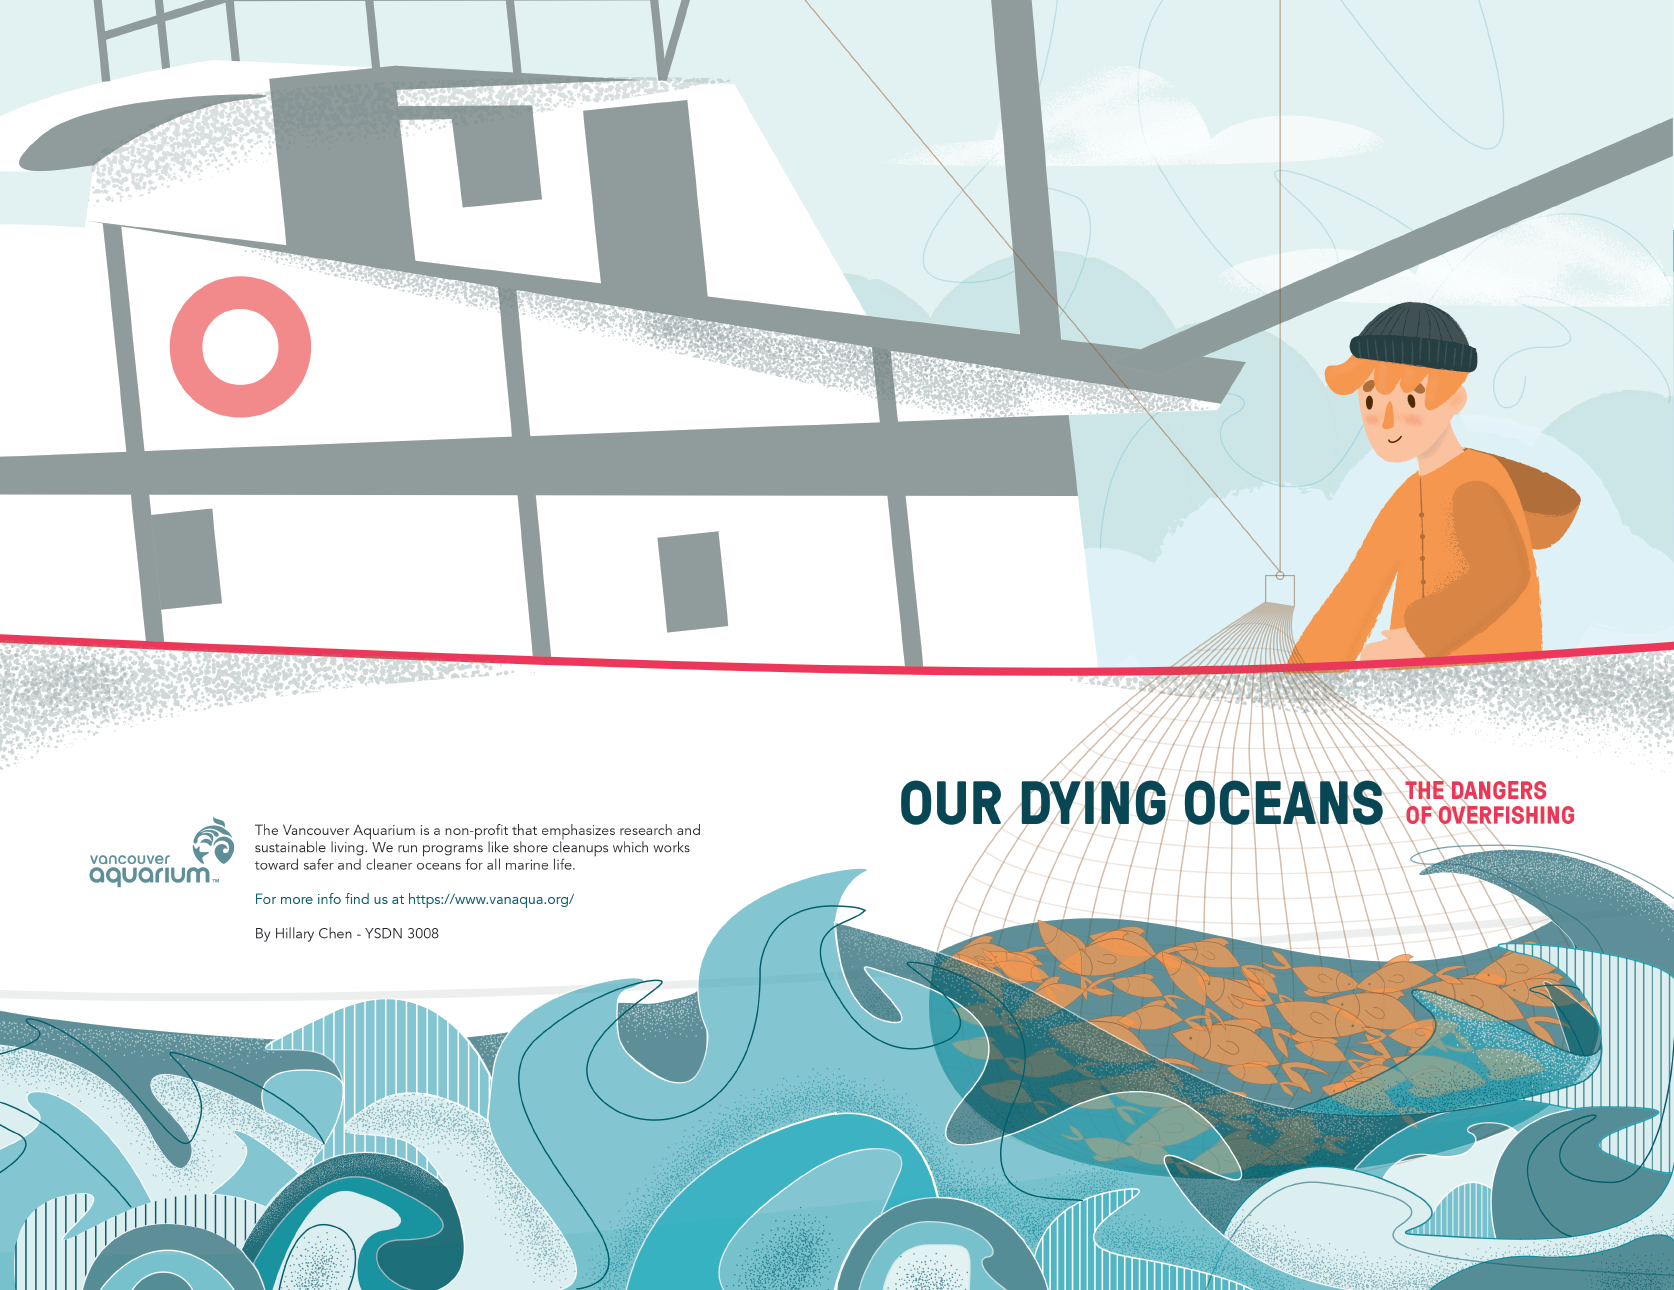 OUR DYING OCEANS
THE DANGERS
OF OVERFISHING
vancouver
aquarium™
The Vancouver Aquarium is a non-profit that emphasizes research and
sustainable living. We run programs like shore cleanups which works
toward safer and cleaner oceans for all marine life.
For more info find us at https://www.vanaqua.org/
By Hillary Chen - YSDN 3008